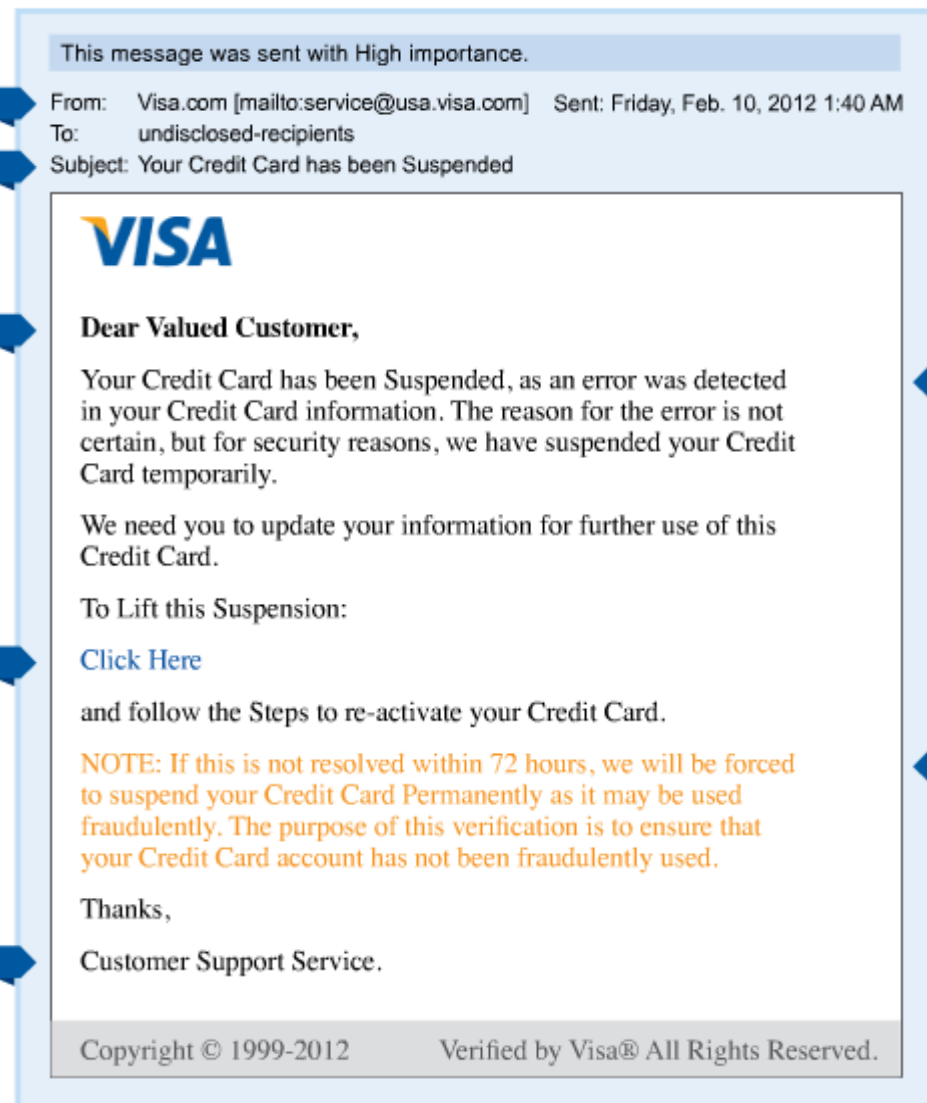 This message was sent with High importance.
From: Visa.com [mailto:service@usa.visa.com] Sent: Friday, Feb. 10, 2012 1:40 AM
To: undisclosed-recipients
Subject: Your Credit Card has been Suspended
VISA
Dear Valued Customer,
Your Credit Card has been Suspended, as an error was detected
in your Credit Card information. The reason for the error is not
certain, but for security reasons, we have suspended your Credit
Card temporarily.
We need you to update your information for further use of this
Credit Card.
To Lift this Suspension:
Click Here
and follow the Steps to re-activate your Credit Card.
NOTE: If this is not resolved within 72 hours, we will be forced
to suspend your Credit Card Permanently as it may be used
fraudulently. The purpose of this verification is to ensure that
your Credit Card account has not been fraudulently used.
Thanks,
Customer Support Service.
Copyright © 1999-2012 Verified by Visa® All Rights Reserved.